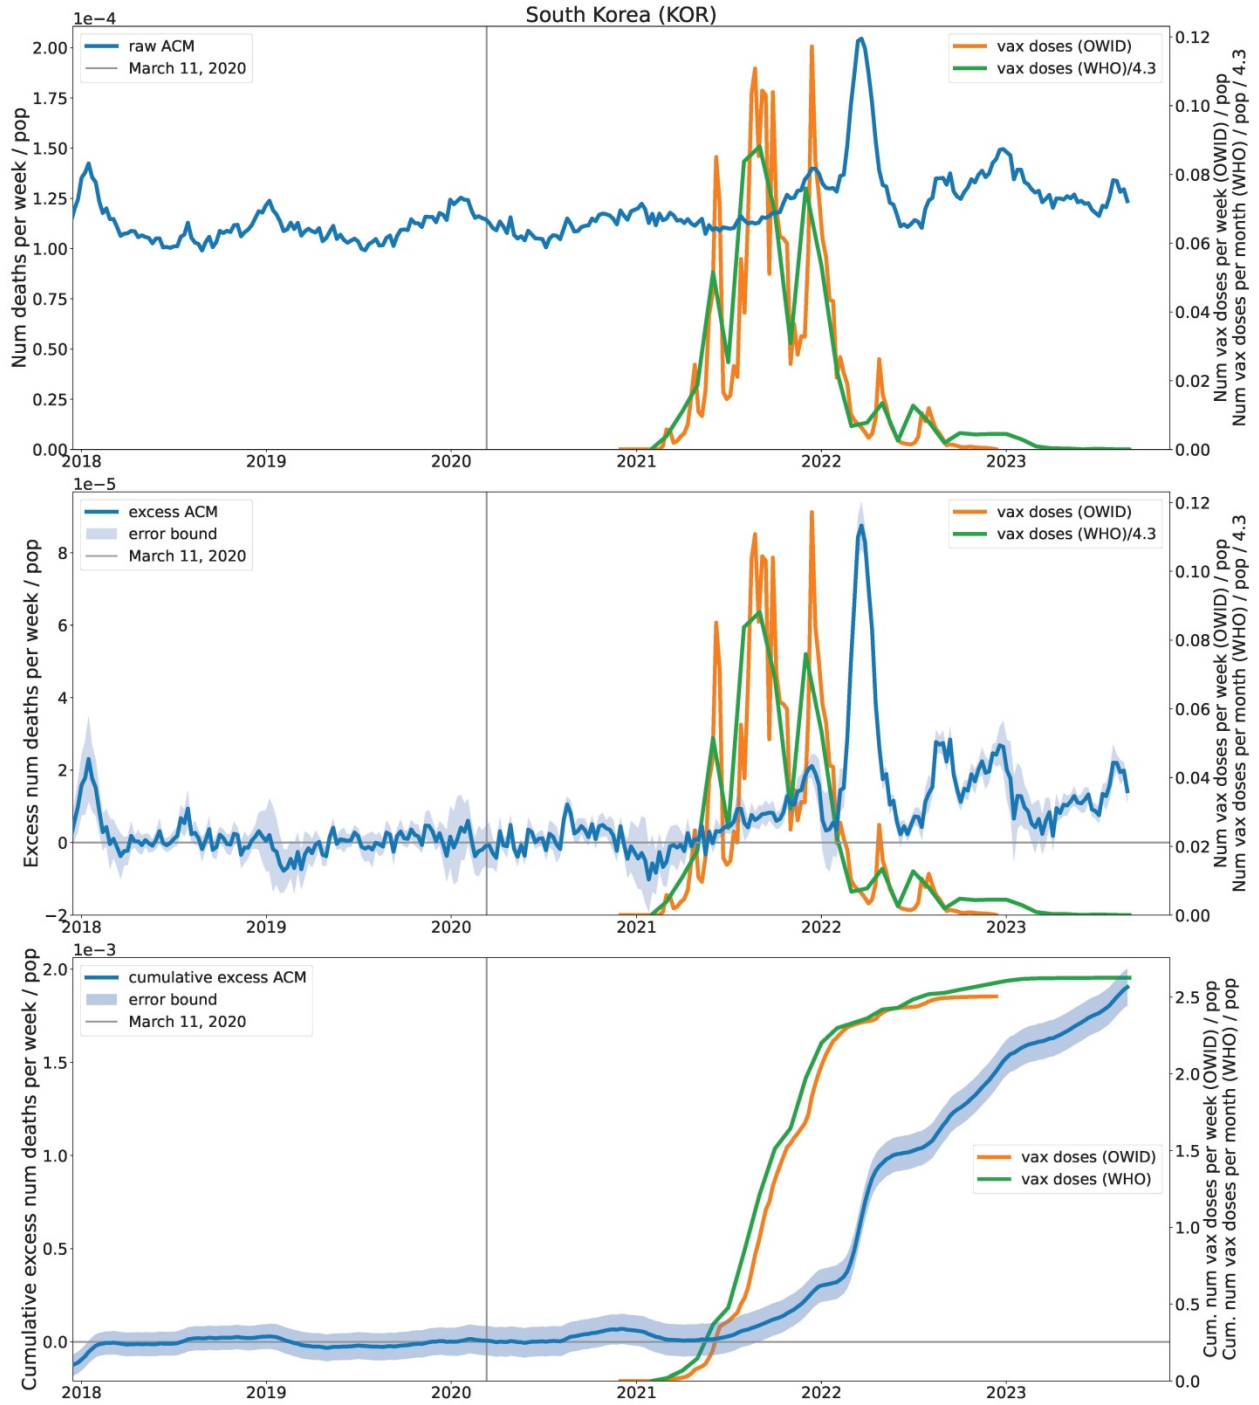 South Korea (KOR)
1e−4
raw ACM
March 11, 2020
vax doses (OWID)
vax doses (WHO)/4.3
2.00
1.75
1.50
1.25
1.00
0.75
0.50
0.25
0.00
Num deaths per week / pop
0.12
0.10
0.08
0.06
0.04
0.02
0.00
Num vax doses per week (OWID) / pop
Num vax doses per month (WHO) / pop / 4.3
2018 2019 2020 2021 2022 2023
1e−5
excess ACM
error bound
March 11, 2020
vax doses (OWID)
vax doses (WHO)/4.3
8
6
4
2
0
−2
Excess num deaths per week / pop
0.12
0.10
0.08
0.06
0.04
0.02
0.00
Num vax doses per week (OWID) / pop
Num vax doses per month (WHO) / pop / 4.3
2018 2019 2020 2021 2022 2023
1e−3
cumulative excess ACM
error bound
March 11, 2020
2.0
1.5
1.0
0.5
0.0
Cumulative excess num deaths per week / pop
vax doses (OWID)
vax doses (WHO)
2.5
2.0
1.5
1.0
0.5
0.0
Cum. num vax doses per week (OWID) / pop
Cum. num vax doses per month (WHO) / pop
2018 2019 2020 2021 2022 2023